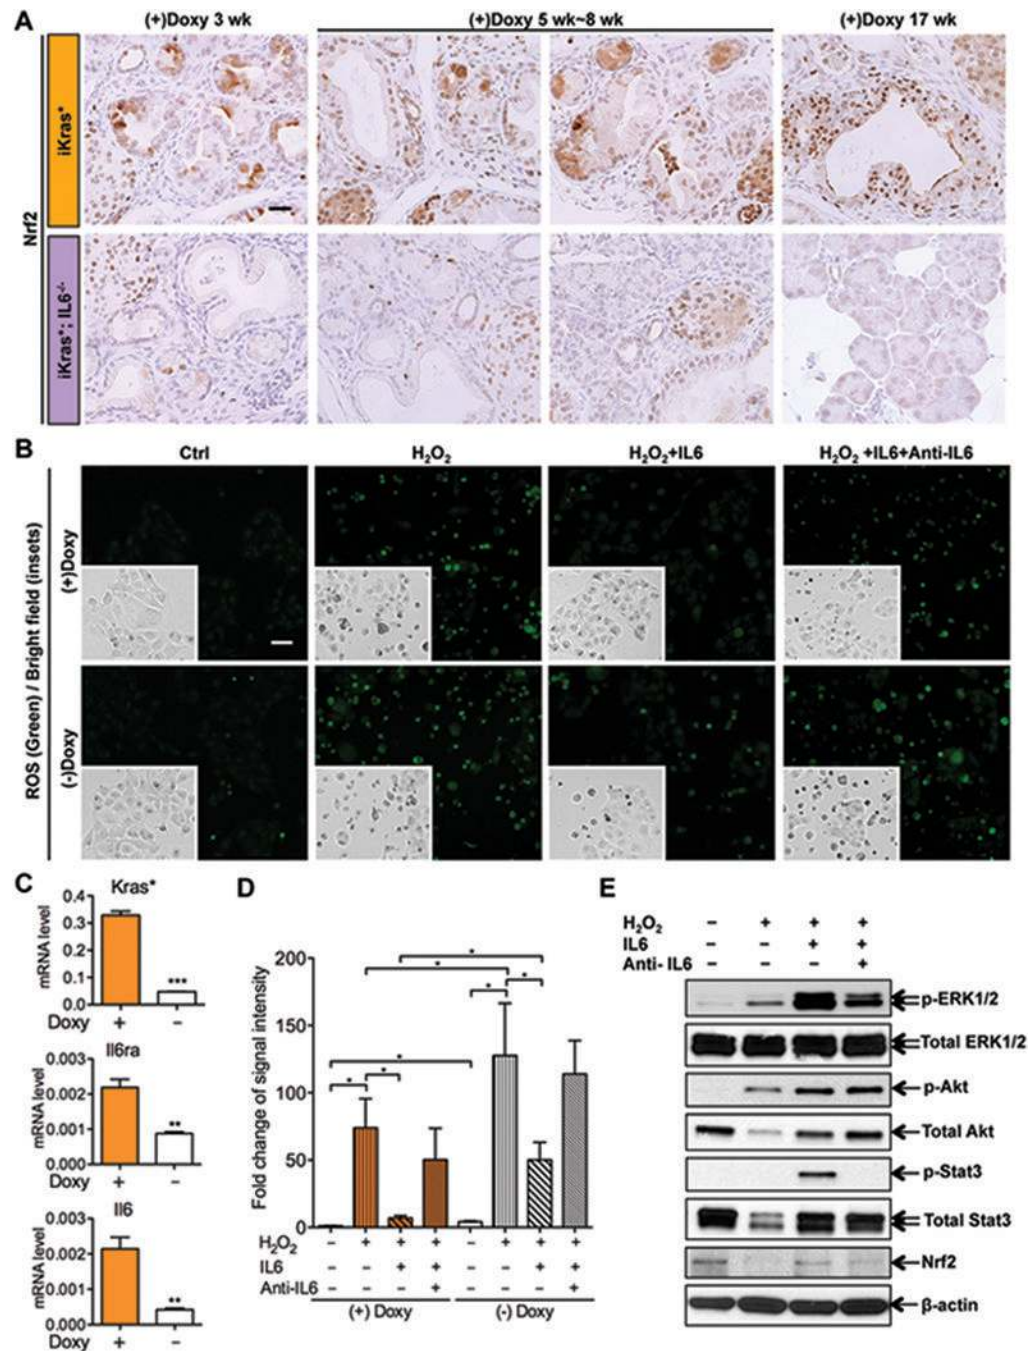 A
(+)Doxy 3 wk
(+)Doxy 5 wk~8 wk
(+)Doxy 17 wk
Nrf2
iKras*
iKras*; IL6-/-
B
Ctrl
H2O2
H2O2+IL6
H2O2 +IL6+Anti-IL6
ROS (Green) / Bright field (insets)
(+)Doxy
(-)Doxy
C
Kras*
mRNA level
0.4
0.3
0.2
0.1
0.0
***
Doxy + −
Il6ra
mRNA level
0.003
0.002
0.001
0.000
**
Doxy + −
Il6
mRNA level
0.003
0.002
0.001
0.000
**
Doxy + −
D
Fold change of signal intensity
200
150
100
50
0
* * * * * * *
H2O2 − + + + − + + +
IL6 − − + + − − + +
Anti-IL6 − − − + − − − +
(+) Doxy
(-) Doxy
E
H2O2 − + + +
IL6 − − + +
Anti- IL6 − − − +
p-ERK1/2
Total ERK1/2
p-Akt
Total Akt
p-Stat3
Total Stat3
Nrf2
β-actin